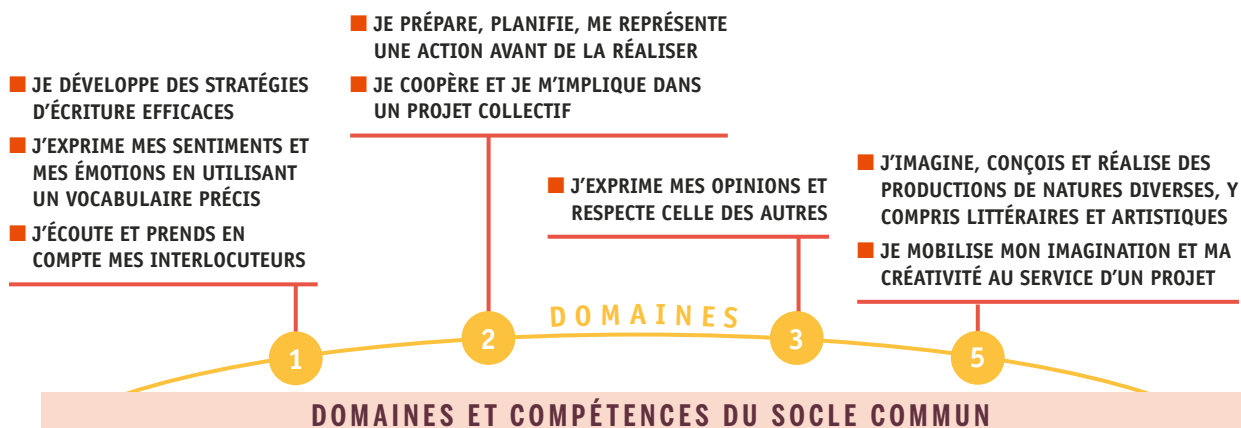 ■ JE DÉVELOPPE DES STRATÉGIES
D'ÉCRITURE EFFICACES
■ J'EXPRIME MES SENTIMENTS ET
MES ÉMOTIONS EN UTILISANT
UN VOCABULAIRE PRÉCIS
■ J'ÉCOUTE ET PRENDS EN
COMPTE MES INTERLOCUTEURS
■ JE PRÉPARE, PLANIFIE, ME REPRÉSENTE
UNE ACTION AVANT DE LA RÉALISER
■ JE COOPÈRE ET JE M'IMPLIQUE DANS
UN PROJET COLLECTIF
■ J'EXPRIME MES OPINIONS ET
RESPECTE CELLE DES AUTRES
■ J'IMAGINE, CONÇOIS ET RÉALISE DES
PRODUCTIONS DE NATURES DIVERSES, Y
COMPRIS LITTÉRAIRES ET ARTISTIQUES
■ JE MOBILISE MON IMAGINATION ET MA
CRÉATIVITÉ AU SERVICE D'UN PROJET
DOMAINES
1
2
3
5
DOMAINES ET COMPÉTENCES DU SOCLE COMMUN